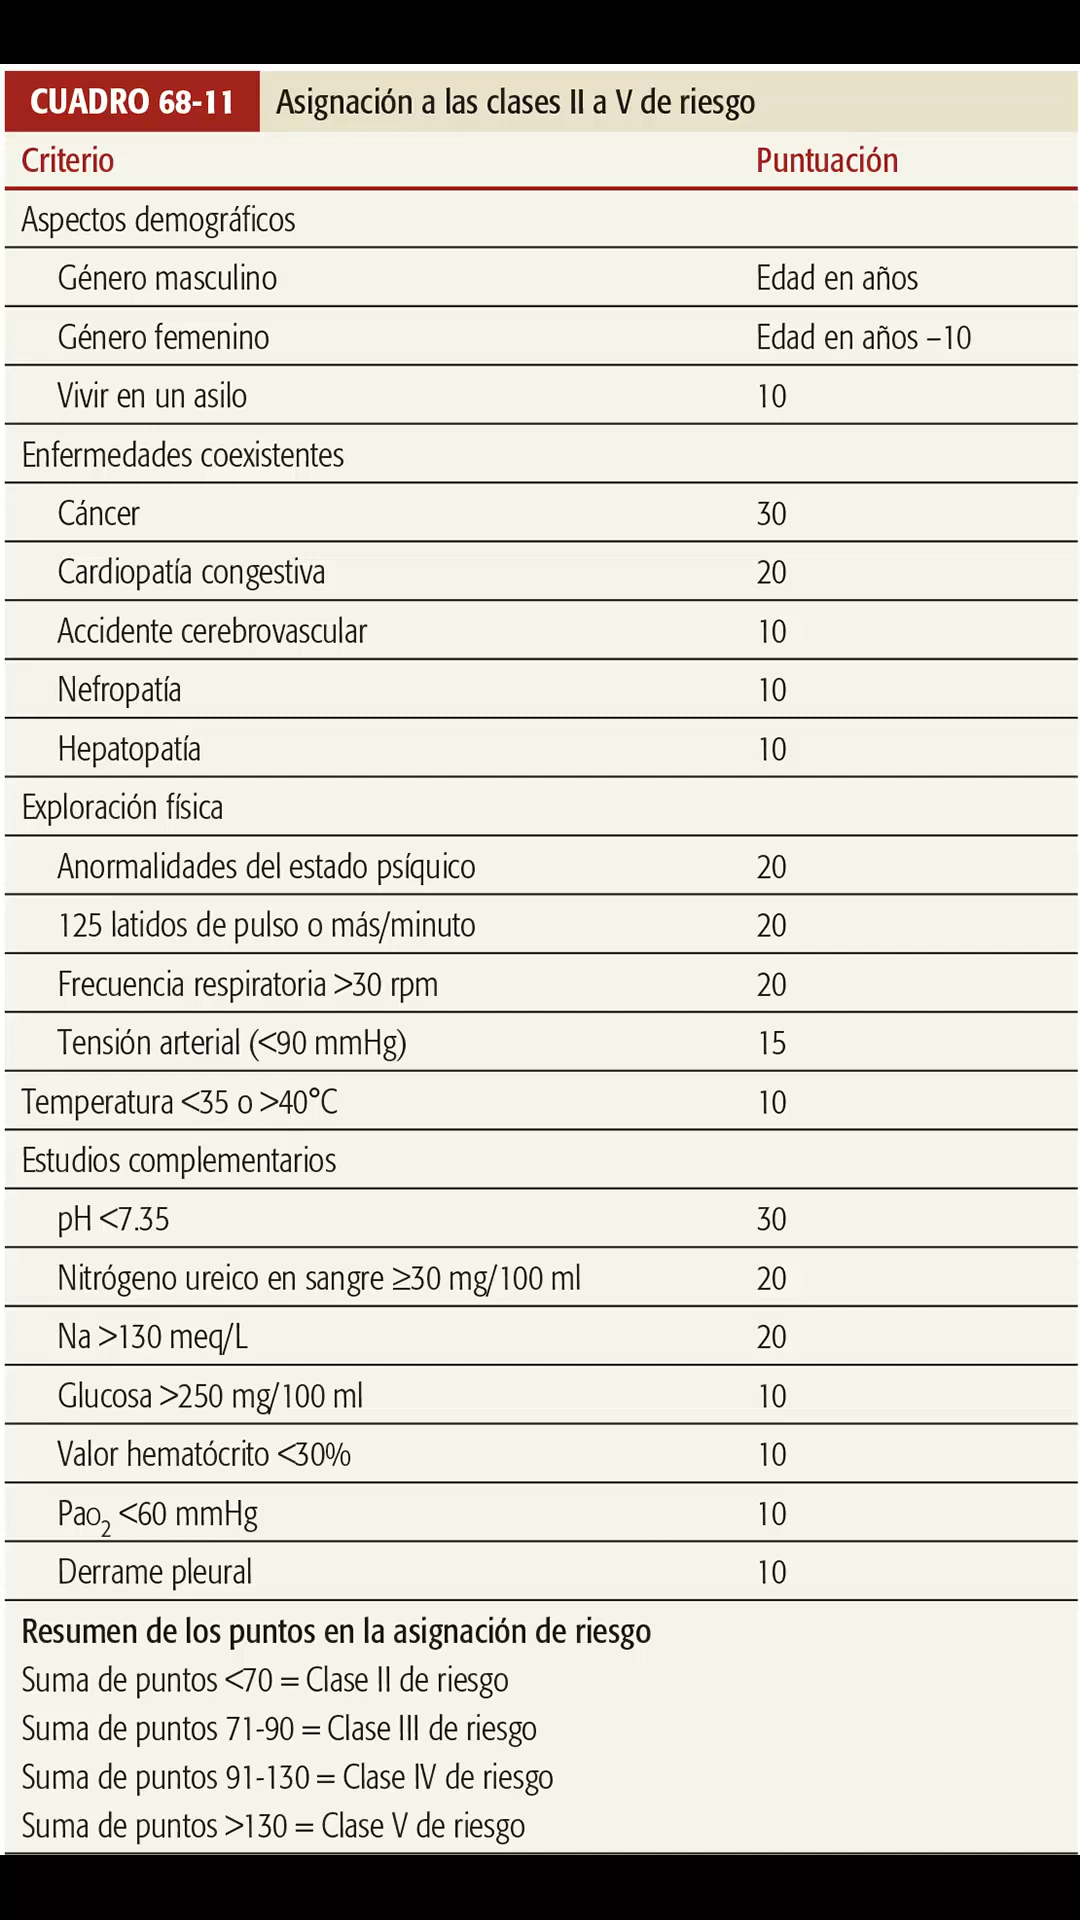 CUADRO 68-11 Asignación a las clases II a V de riesgo
Criterio Puntuación
Aspectos demográficos
Género masculino Edad en años
Género femenino Edad en años –10
Vivir en un asilo 10
Enfermedades coexistentes
Cáncer 30
Cardiopatía congestiva 20
Accidente cerebrovascular 10
Nefropatía 10
Hepatopatía 10
Exploración física
Anormalidades del estado psíquico 20
125 latidos de pulso o más/minuto 20
Frecuencia respiratoria >30 rpm 20
Tensión arterial (<90 mmHg) 15
Temperatura <35 o >40°C 10
Estudios complementarios
pH <7.35 30
Nitrógeno ureico en sangre ≥30 mg/100 ml 20
Na >130 meq/L 20
Glucosa >250 mg/100 ml 10
Valor hematócrito <30% 10
Pao₂ <60 mmHg 10
Derrame pleural 10
Resumen de los puntos en la asignación de riesgo
Suma de puntos <70 = Clase II de riesgo
Suma de puntos 71-90 = Clase III de riesgo
Suma de puntos 91-130 = Clase IV de riesgo
Suma de puntos >130 = Clase V de riesgo